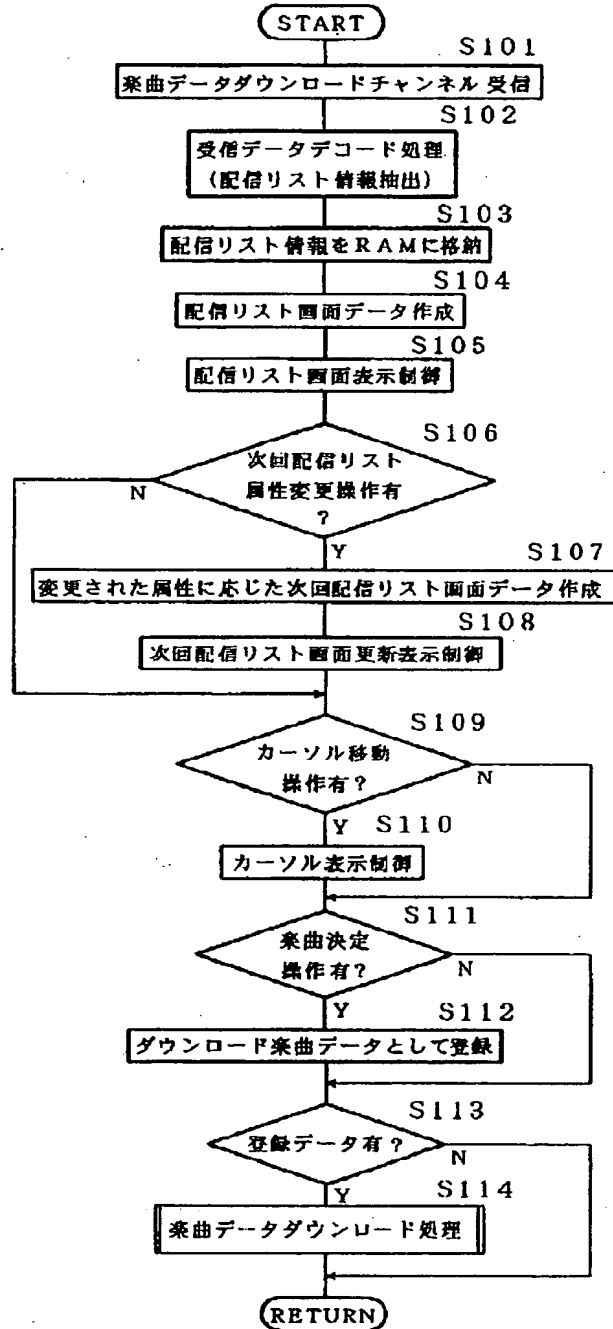 START
S101
楽曲データダウンロードチャンネル受信
S102
受信データデコード処理
(配信リスト情報抽出)
S103
配信リスト情報をRAMに格納
S104
配信リスト画面データ作成
S105
配信リスト画面表示制御
S106
次回配信リスト
属性変更操作有
?
N
Y
S107
変更された属性に応じた次回配信リスト画面データ作成
S108
次回配信リスト画面更新表示制御
S109
カーソル移動
操作有?
N
Y
S110
カーソル表示制御
S111
楽曲決定
操作有?
N
Y
S112
ダウンロード楽曲データとして登録
S113
登録データ有?
N
Y
S114
楽曲データダウンロード処理
RETURN